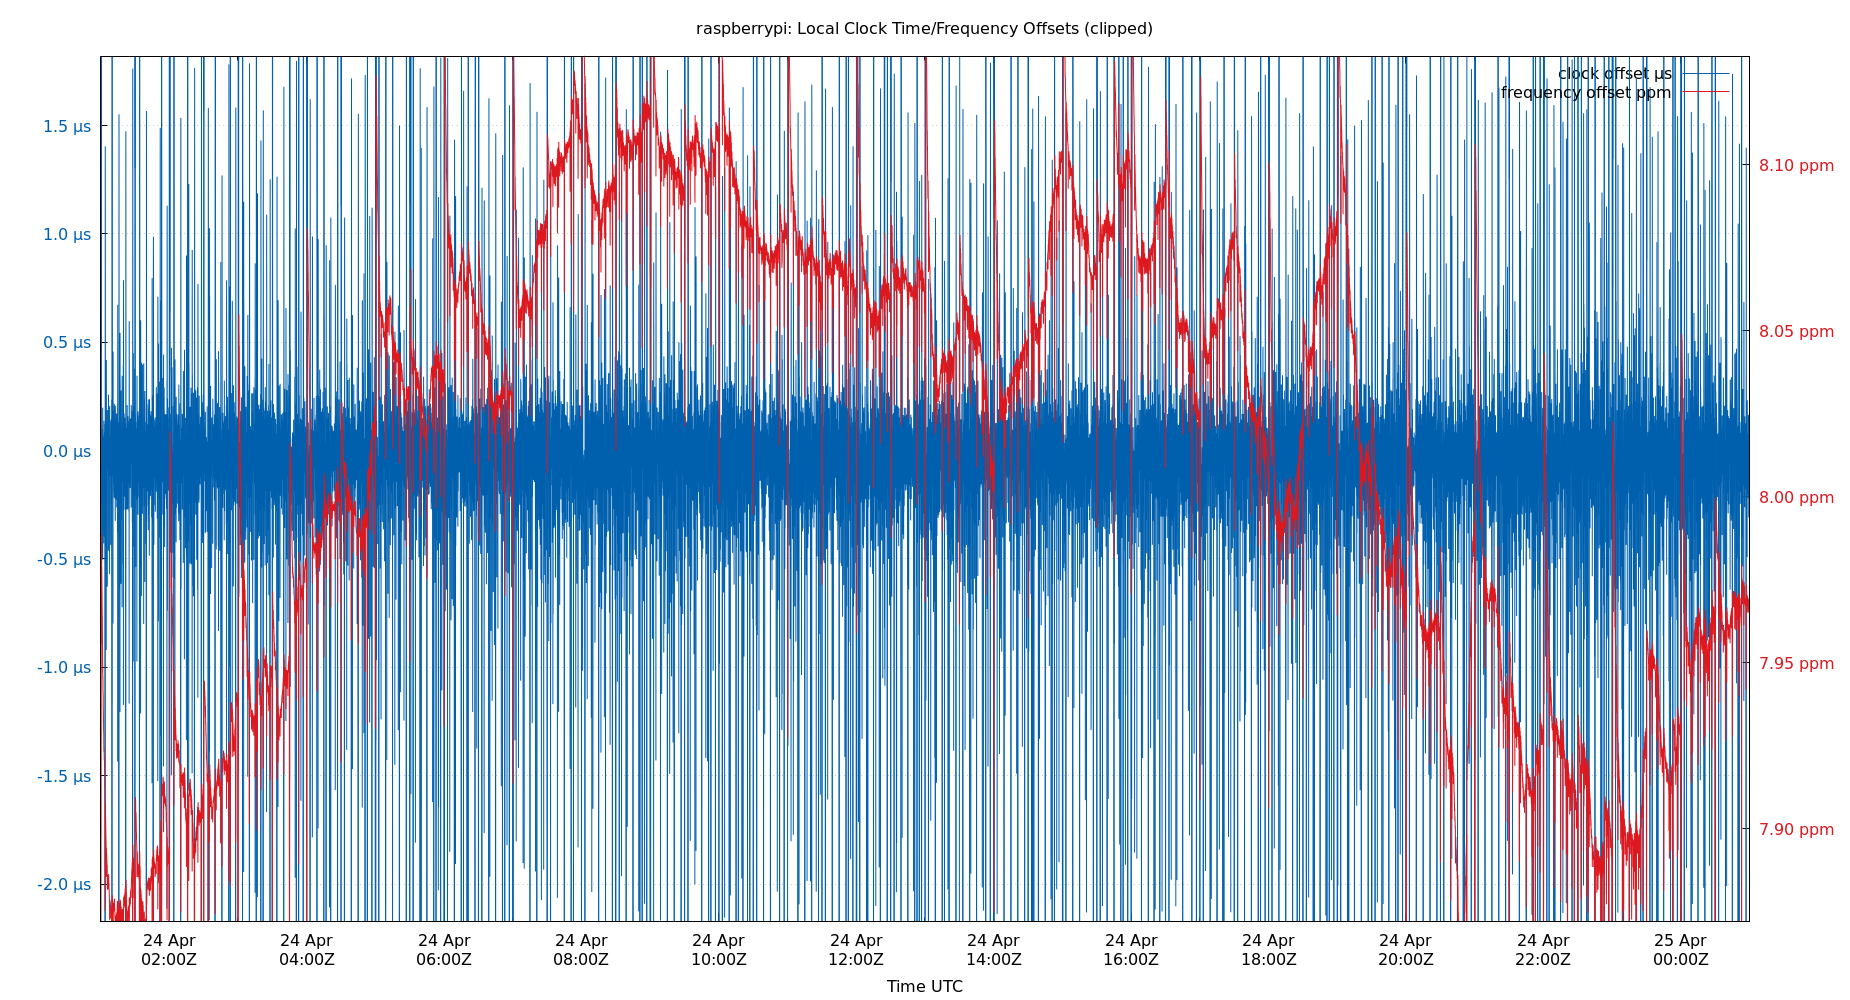 raspberrypi: Local Clock Time/Frequency Offsets (clipped)
clock offset µs
frequency offset ppm
1.5 µs
1.0 µs
0.5 µs
0.0 µs
-0.5 µs
-1.0 µs
-1.5 µs
-2.0 µs
8.10 ppm
8.05 ppm
8.00 ppm
7.95 ppm
7.90 ppm
24 Apr 24 Apr 24 Apr 24 Apr 24 Apr 24 Apr 24 Apr 24 Apr 24 Apr 24 Apr 24 Apr 25 Apr
02:00Z 04:00Z 06:00Z 08:00Z 10:00Z 12:00Z 14:00Z 16:00Z 18:00Z 20:00Z 22:00Z 00:00Z
Time UTC